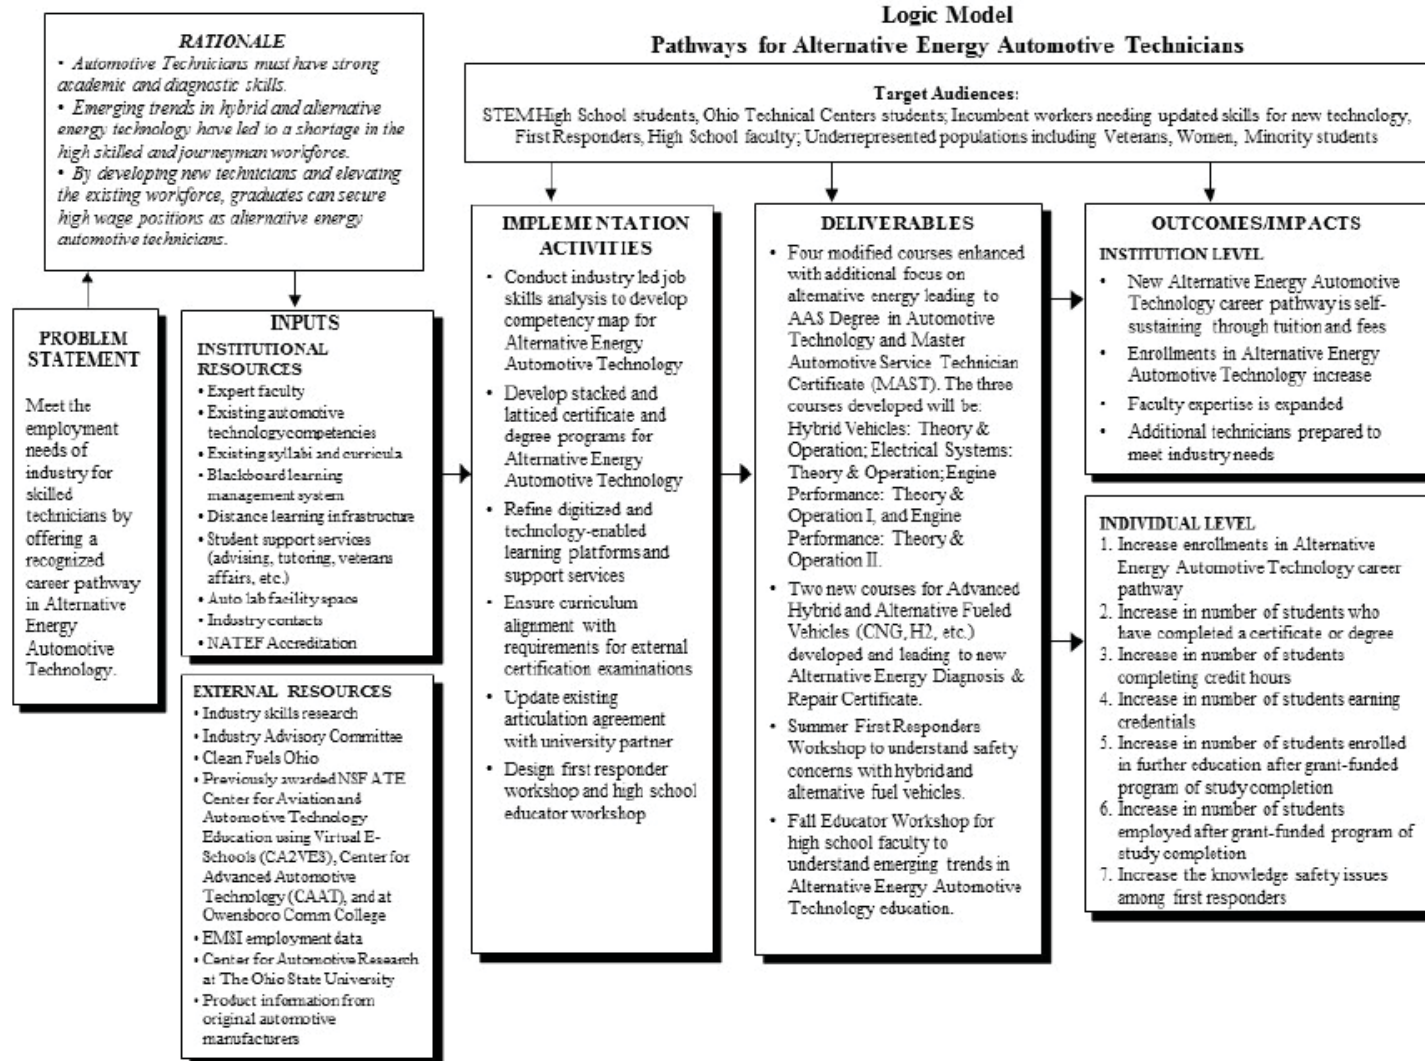 Logic Model
Pathways for Alternative Energy Automotive Technicians
RATIONALE
• Automotive Technicians must have strong
academic and diagnostic skills.
• Emerging trends in hybrid and alternative
energy technology have led to a shortage in the
high skilled and journeyman workforce.
• By developing new technicians and elevating
the existing workforce, graduates can secure
high wage positions as alternative energy
automotive technicians.
Target Audiences:
STEM High School students, Ohio Technical Centers students; Incumbent workers needing updated skills for new technology,
First Responders, High School faculty; Underrepresented populations including Veterans, Women, Minority students
PROBLEM
STATEMENT
Meet the
employment
needs of
industry for
skilled
technicians by
offering a
recognized
career pathway
in Alternative
Energy
Automotive
Technology.
INPUTS
INSTITUTIONAL
RESOURCES
• Expert faculty
• Existing automotive
technology competencies
• Existing syllabi and curricula
• Blackboard learning
management system
• Distance learning infrastructure
• Student support services
(advising, tutoring, veterans
affairs, etc.)
• Auto lab facility space
• Industry contacts
• NATEF Accreditation
EXTERNAL RESOURCES
• Industry skills research
• Industry Advisory Committee
• Clean Fuels Ohio
• Previously awarded NSF ATE
Center for Aviation and
Automotive Technology
Education using Virtual E-
Schools (CA2VES), Center for
Advanced Automotive
Technology (CAAT), and at
Owensboro Comm College
• EMSI employment data
• Center for Automotive Research
at The Ohio State University
• Product information from
original automotive
manufacturers
IMPLEMENTATION
ACTIVITIES
• Conduct industry led job
skills analysis to develop
competency map for
Alternative Energy
Automotive Technology
• Develop stacked and
latticed certificate and
degree programs for
Alternative Energy
Automotive Technology
• Refine digitized and
technology-enabled
learning platforms and
support services
• Ensure curriculum
alignment with
requirements for external
certification examinations
• Update existing
articulation agreement
with university partner
• Design first responder
workshop and high school
educator workshop
DELIVERABLES
• Four modified courses enhanced
with additional focus on
alternative energy leading to
AAS Degree in Automotive
Technology and Master
Automotive Service Technician
Certificate (MAST). The three
courses developed will be:
Hybrid Vehicles: Theory &
Operation; Electrical Systems:
Theory & Operation; Engine
Performance: Theory &
Operation I, and Engine
Performance: Theory &
Operation II.
• Two new courses for Advanced
Hybrid and Alternative Fueled
Vehicles (CNG, H2, etc.)
developed and leading to new
Alternative Energy Diagnosis &
Repair Certificate.
• Summer First Responders
Workshop to understand safety
concerns with hybrid and
alternative fuel vehicles.
• Fall Educator Workshop for
high school faculty to
understand emerging trends in
Alternative Energy Automotive
Technology education.
OUTCOMES/IMPACTS
INSTITUTION LEVEL
• New Alternative Energy Automotive
Technology career pathway is self-
sustaining through tuition and fees
• Enrollments in Alternative Energy
Automotive Technology increase
• Faculty expertise is expanded
• Additional technicians prepared to
meet industry needs
INDIVIDUAL LEVEL
1. Increase enrollments in Alternative
Energy Automotive Technology career
pathway
2. Increase in number of students who
have completed a certificate or degree
3. Increase in number of students
completing credit hours
4. Increase in number of students earning
credentials
5. Increase in number of students enrolled
in further education after grant-funded
program of study completion
6. Increase in number of students
employed after grant-funded program of
study completion
7. Increase the knowledge safety issues
among first responders